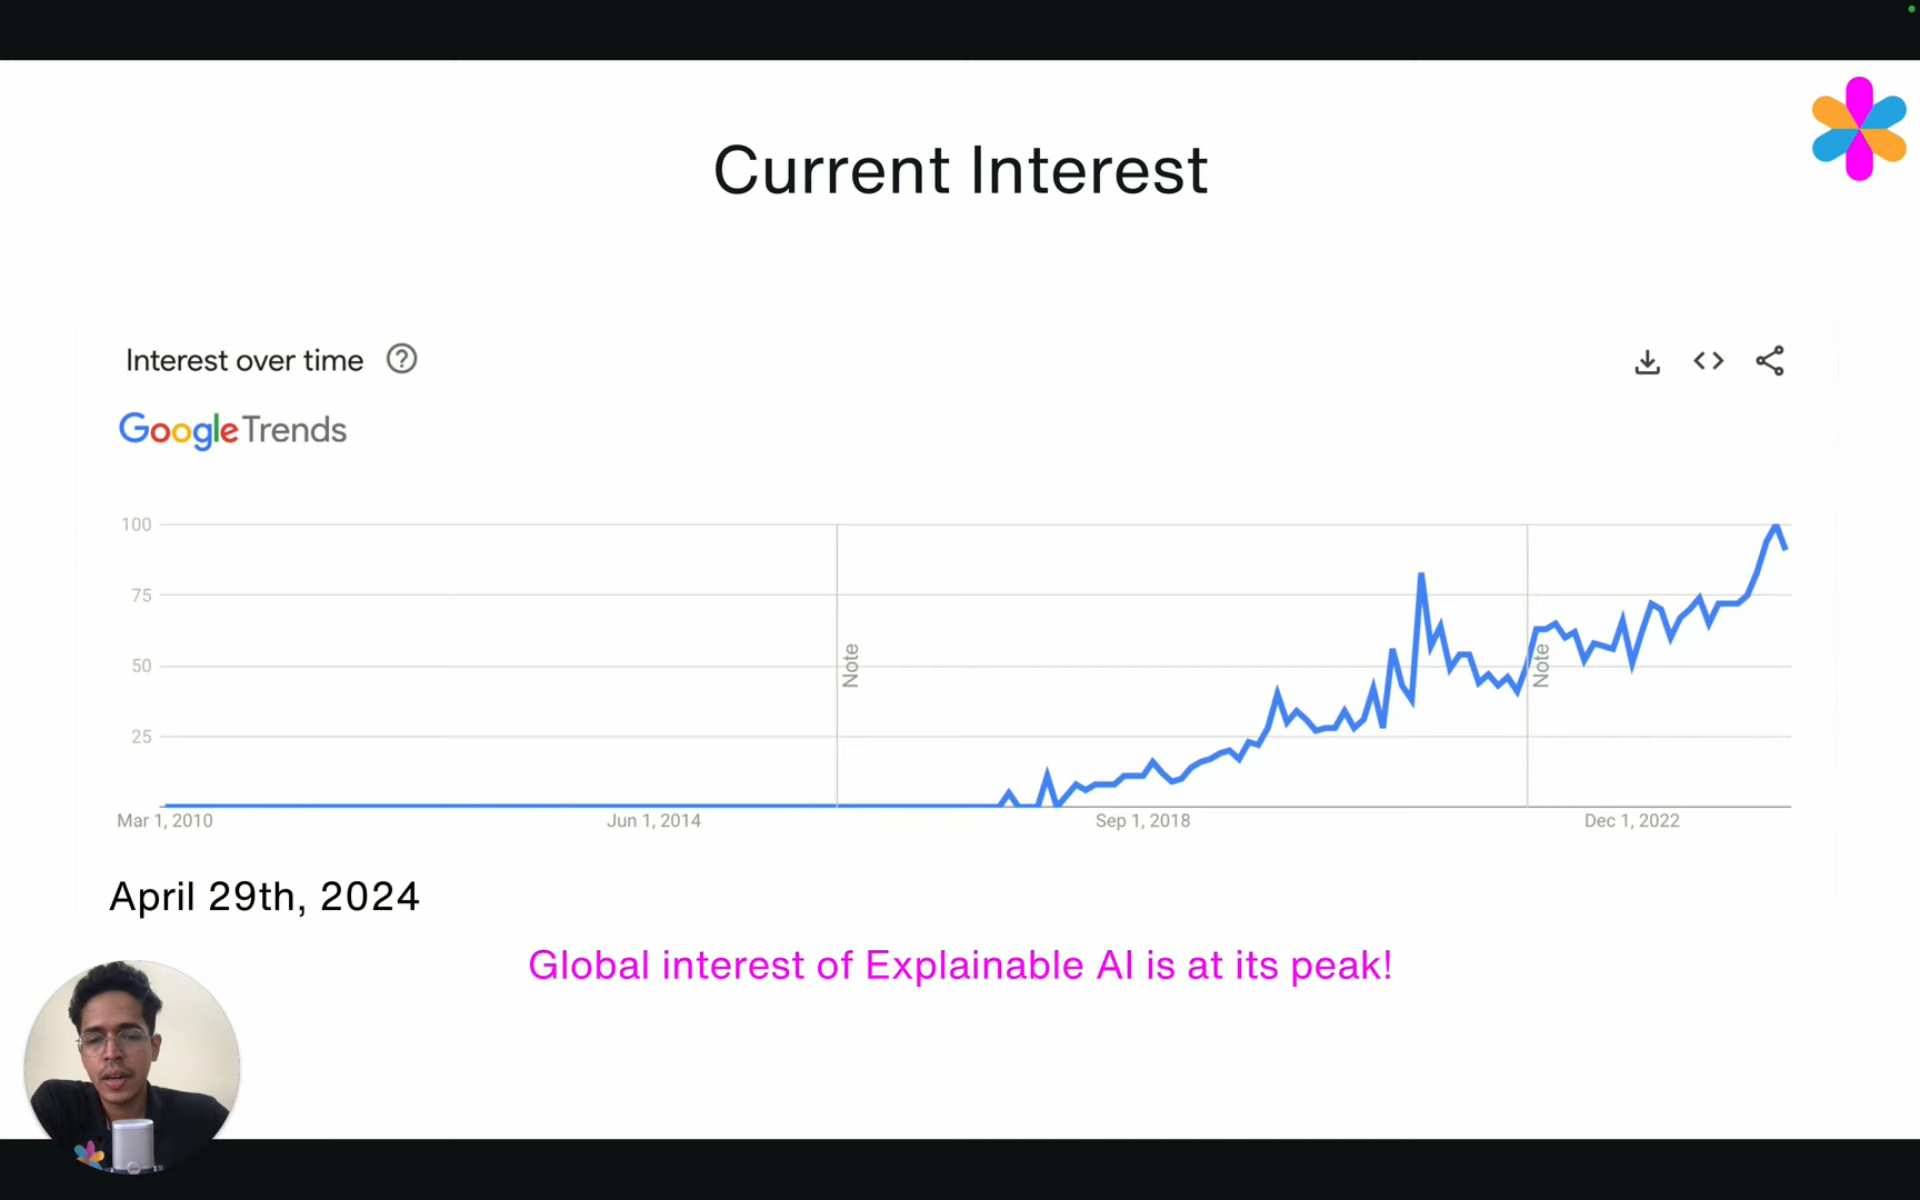 Current Interest
Interest over time
Google Trends
100
75
50
25
Note
Note
Mar 1, 2010
Jun 1, 2014
Sep 1, 2018
Dec 1, 2022
April 29th, 2024
Global interest of Explainable AI is at its peak!